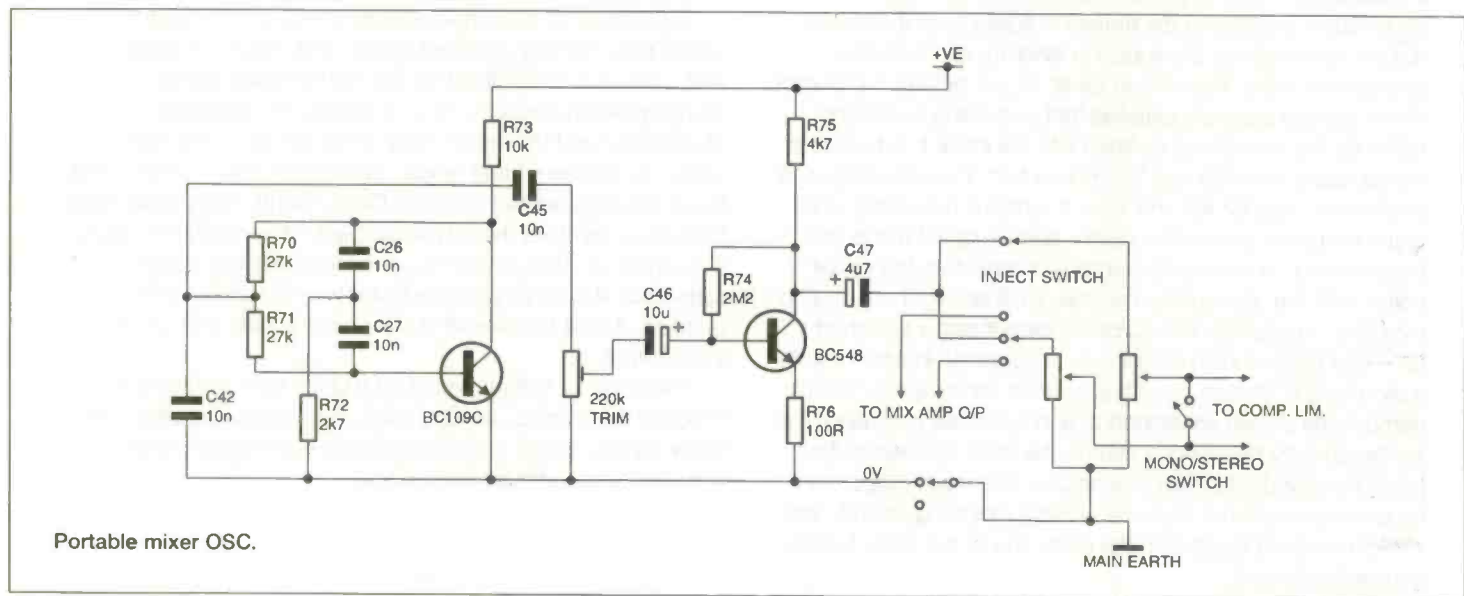 +VE
R73
10k
R75
4k7
C45
10n
R70
27k
C26
10n
C47
4u7
+
INJECT SWITCH
R74
2M2
C46
10u
+
R71
27k
C27
10n
BC548
C42
10n
R72
2k7
BC109C
220k
TRIM
R76
100R
TO MIX AMP O/P
TO COMP. LIM.
0V
MONO/STEREO
SWITCH
Portable mixer OSC.
MAIN EARTH